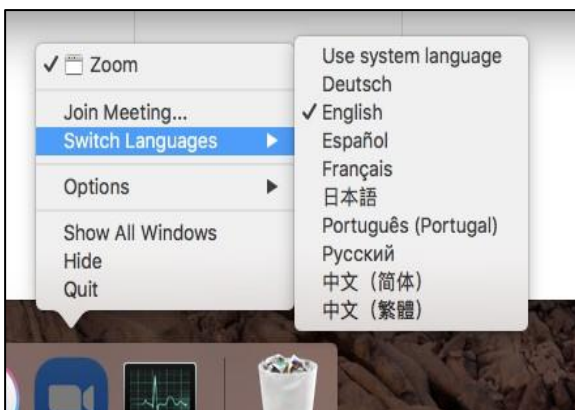 ✓ Zoom
Join Meeting...
Switch Languages
Options
Show All Windows
Hide
Quit
Use system language
Deutsch
✓ English
Español
Français
日本語
Português (Portugal)
Русский
中文（简体）
中文（繁體）